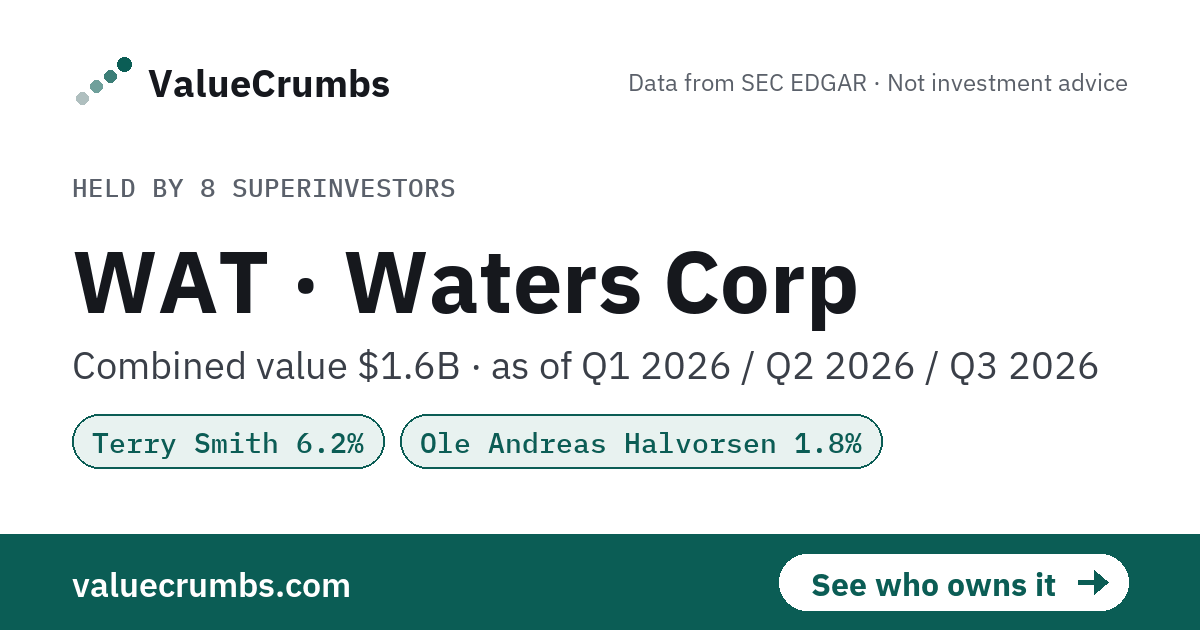 ValueCrumbs
Data from SEC EDGAR · Not investment advice
HELD BY 8 SUPERINVESTORS
WAT · Waters Corp
Combined value $1.6B · as of Q1 2026 / Q2 2026 / Q3 2026
Terry Smith 6.2%
Ole Andreas Halvorsen 1.8%
valuecrumbs.com
See who owns it →